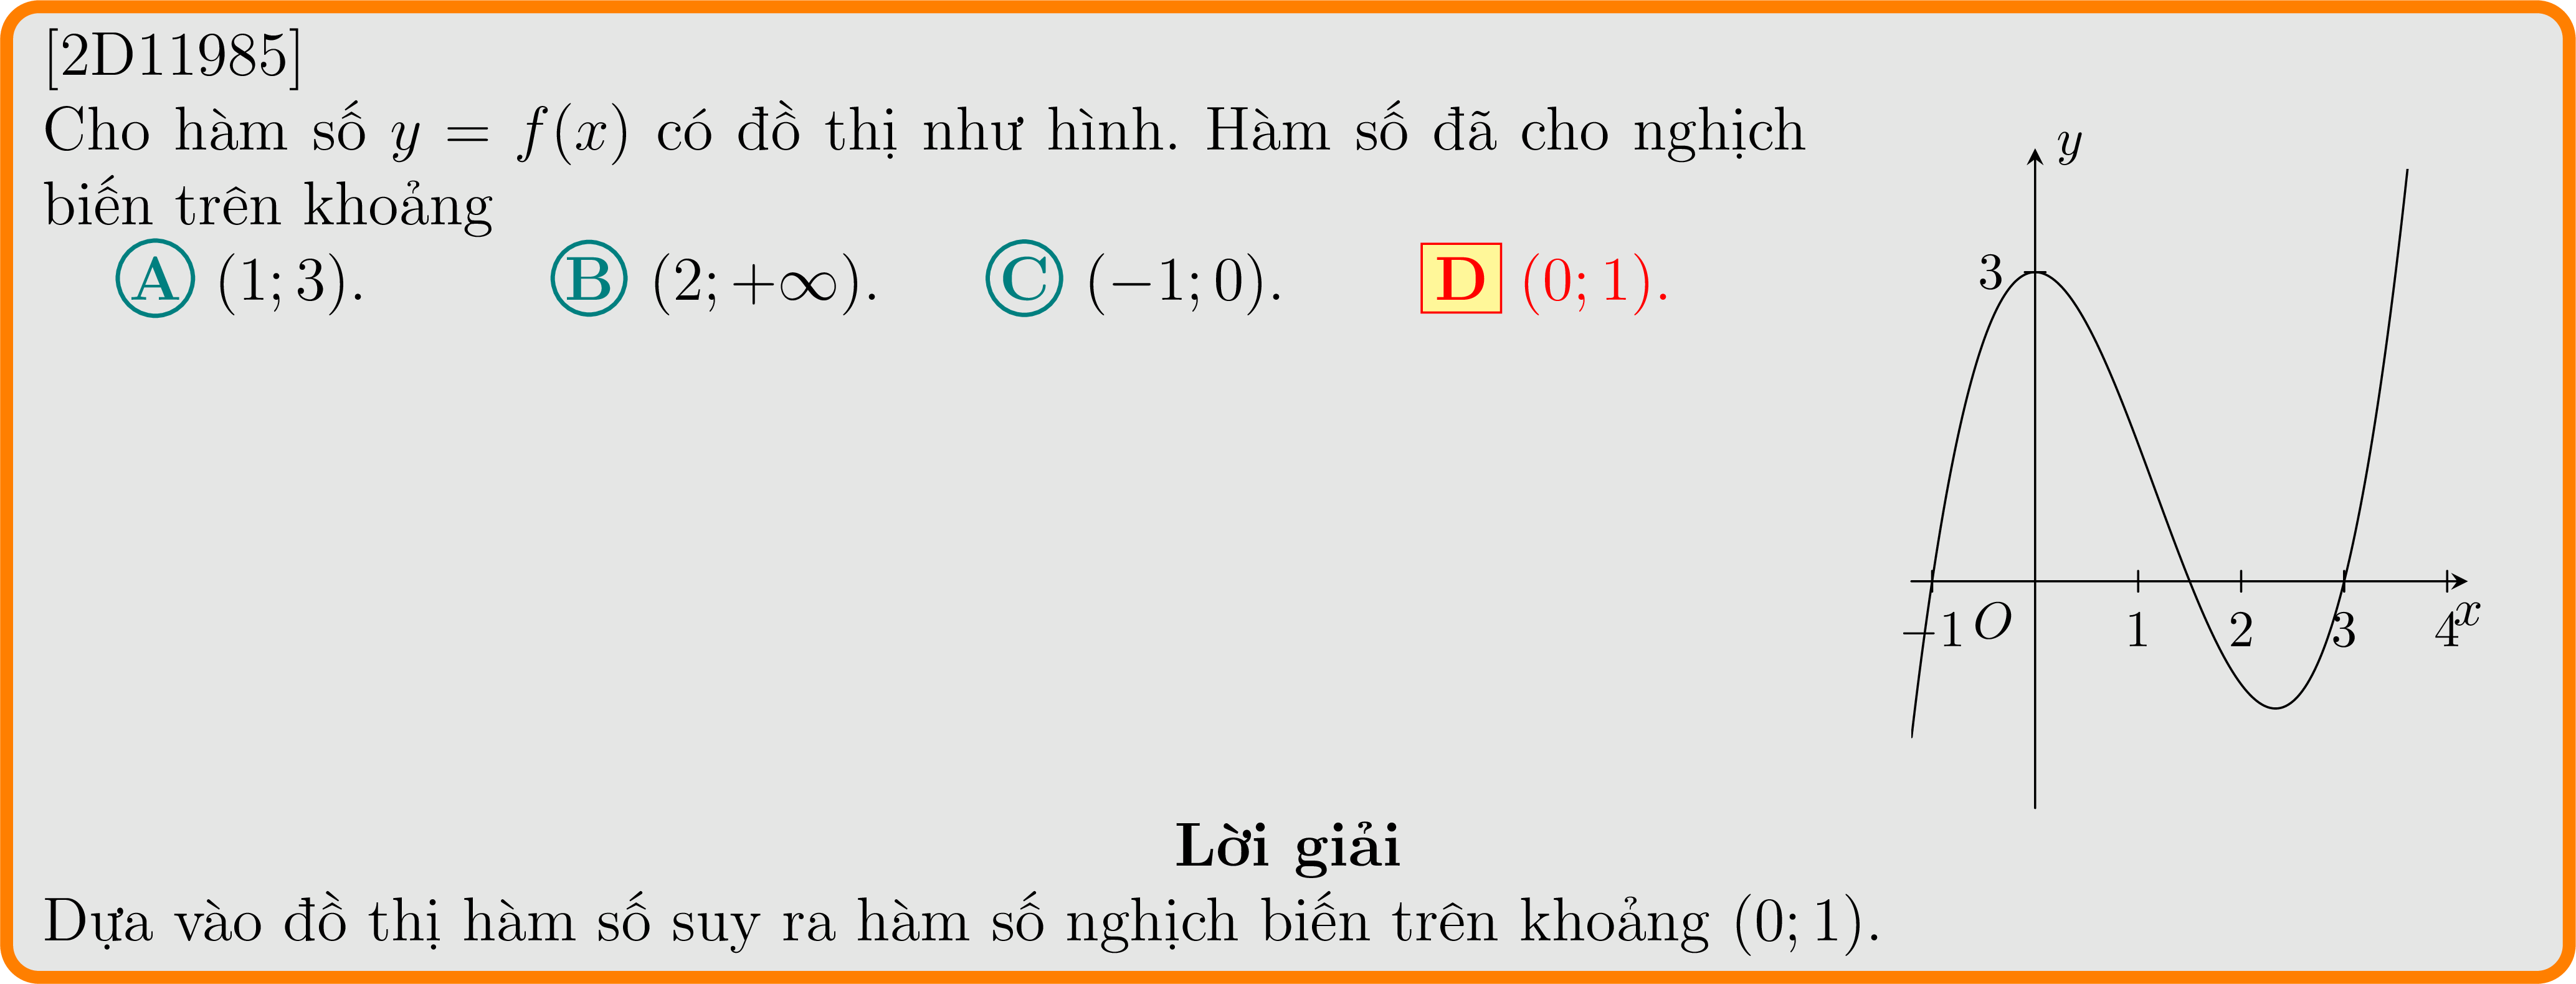 [2D11985]
Cho hàm số y = f(x) có đồ thị như hình. Hàm số đã cho nghịch
biến trên khoảng
A (1; 3). B (2; +∞). C (−1; 0). D (0; 1).
y
3
−1 O 1 2 3 4 x
Lời giải
Dựa vào đồ thị hàm số suy ra hàm số nghịch biến trên khoảng (0; 1).